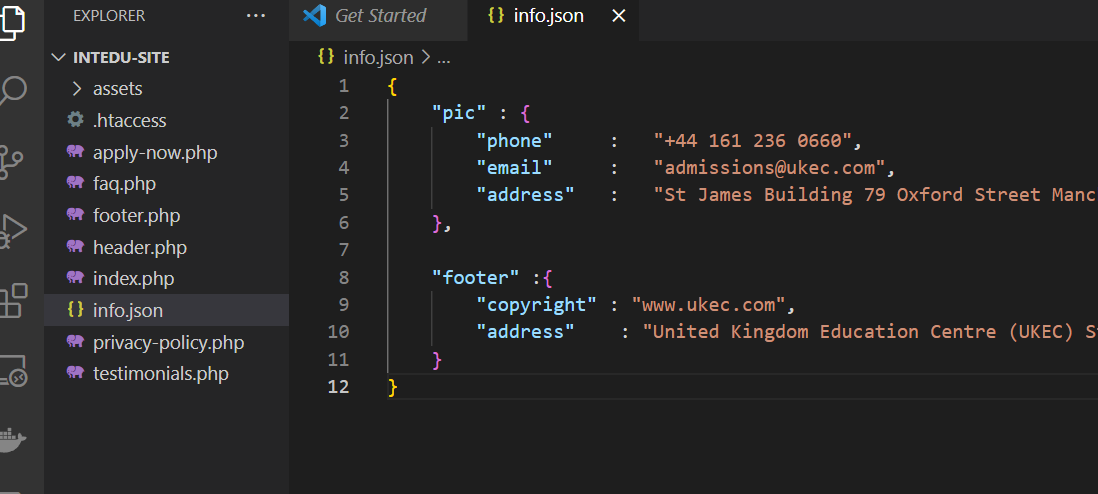 EXPLORER ...
Get Started
{} info.json ×
INTEDU-SITE
assets
.htaccess
apply-now.php
faq.php
footer.php
header.php
index.php
{} info.json
privacy-policy.php
testimonials.php
{} info.json > ...
1 {
2 "pic" : {
3 "phone" : "+44 161 236 0660",
4 "email" : "admissions@ukec.com",
5 "address" : "St James Building 79 Oxford Street Manc
6 },
7
8 "footer" :{
9 "copyright" : "www.ukec.com",
10 "address" : "United Kingdom Education Centre (UKEC) S
11 }
12 }